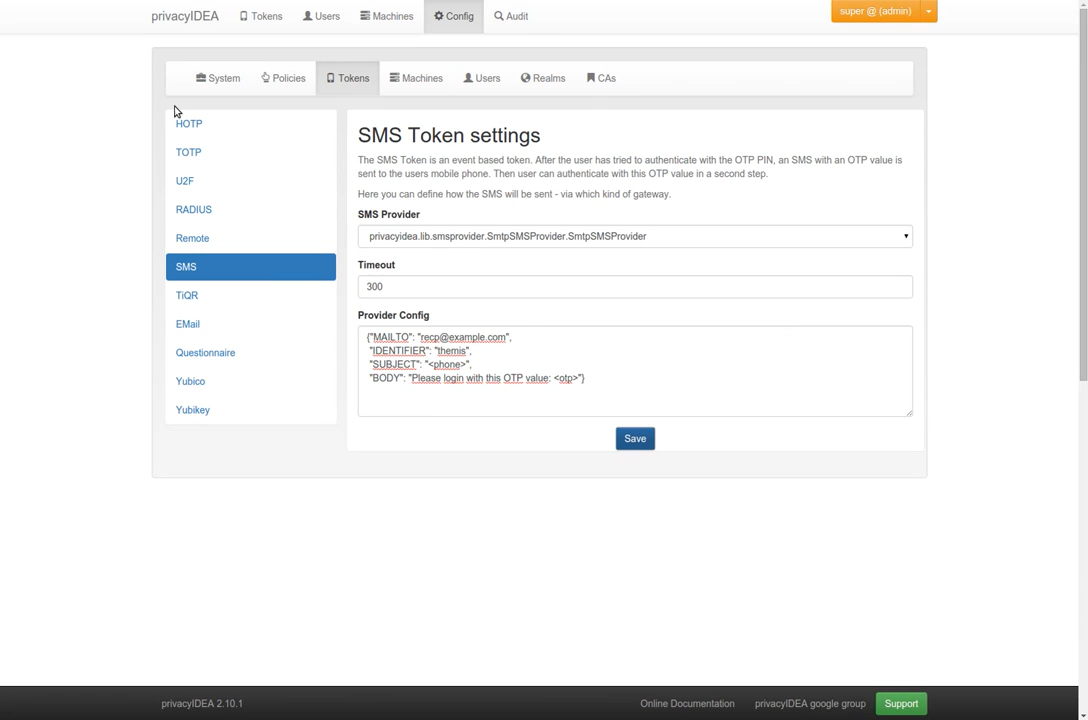 privacyIDEA Tokens Users Machines Config Audit super @ (admin)
System Policies Tokens Machines Users Realms CAs
HOTP
TOTP
U2F
RADIUS
Remote
SMS
TiQR
EMail
Questionnaire
Yubico
Yubikey
SMS Token settings
The SMS Token is an event based token. After the user has tried to authenticate with the OTP PIN, an SMS with an OTP value is
sent to the users mobile phone. Then user can authenticate with this OTP value in a second step.
Here you can define how the SMS will be sent - via which kind of gateway.
SMS Provider
privacyidea.lib.smsprovider.SmtpSMSProvider.SmtpSMSProvider
Timeout
300
Provider Config
{"MAILTO": "recp@example.com",
"IDENTIFIER": "themis",
"SUBJECT": "<phone>",
"BODY": "Please login with this OTP value: <otp>"}
Save
privacyIDEA 2.10.1 Online Documentation privacyIDEA google group Support